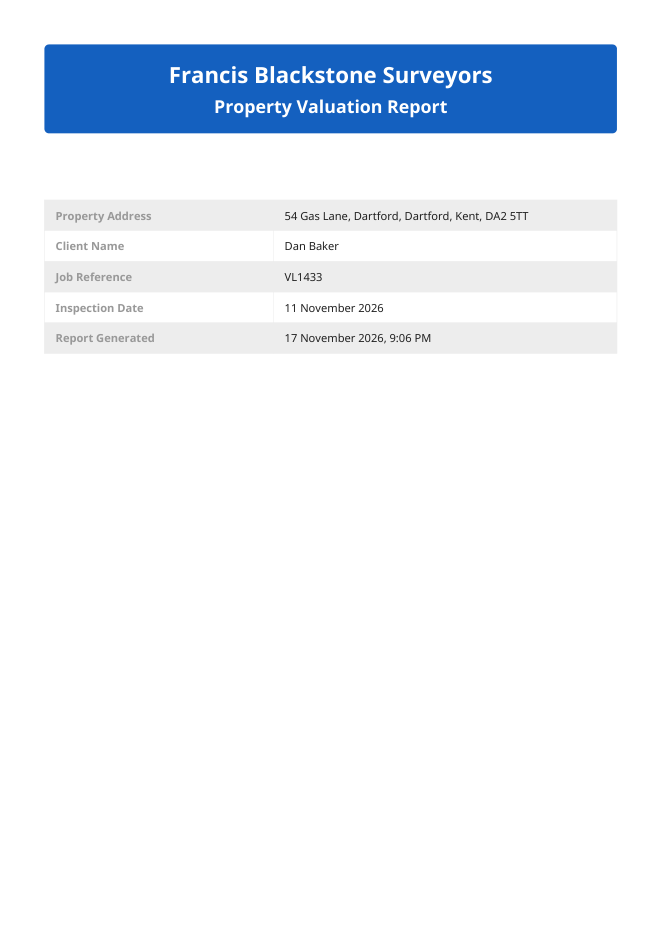 Francis Blackstone Surveyors
Property Valuation Report
Property Address 54 Gas Lane, Dartford, Dartford, Kent, DA2 5TT
Client Name Dan Baker
Job Reference VL1433
Inspection Date 11 November 2026
Report Generated 17 November 2026, 9:06 PM